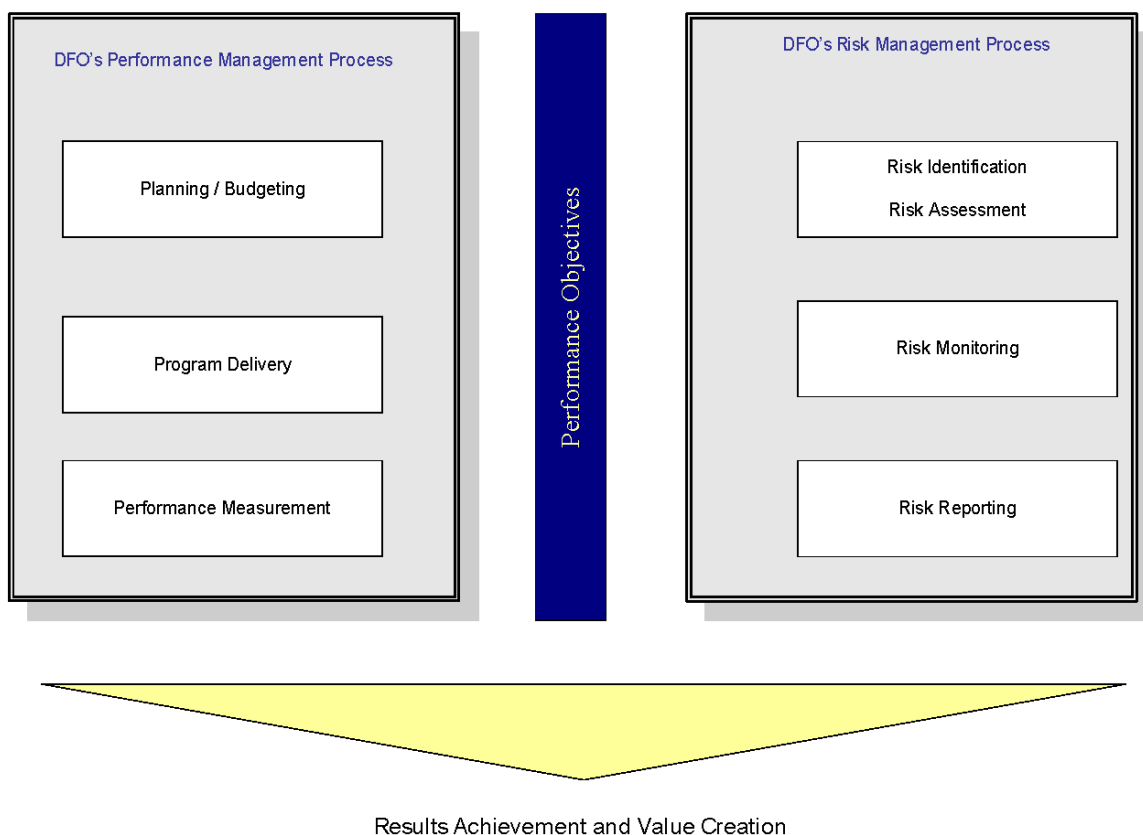 DFO's Performance Management Process
Planning / Budgeting
Program Delivery
Performance Measurement
Performance Objectives
DFO's Risk Management Process
Risk Identification
Risk Assessment
Risk Monitoring
Risk Reporting
Results Achievement and Value Creation